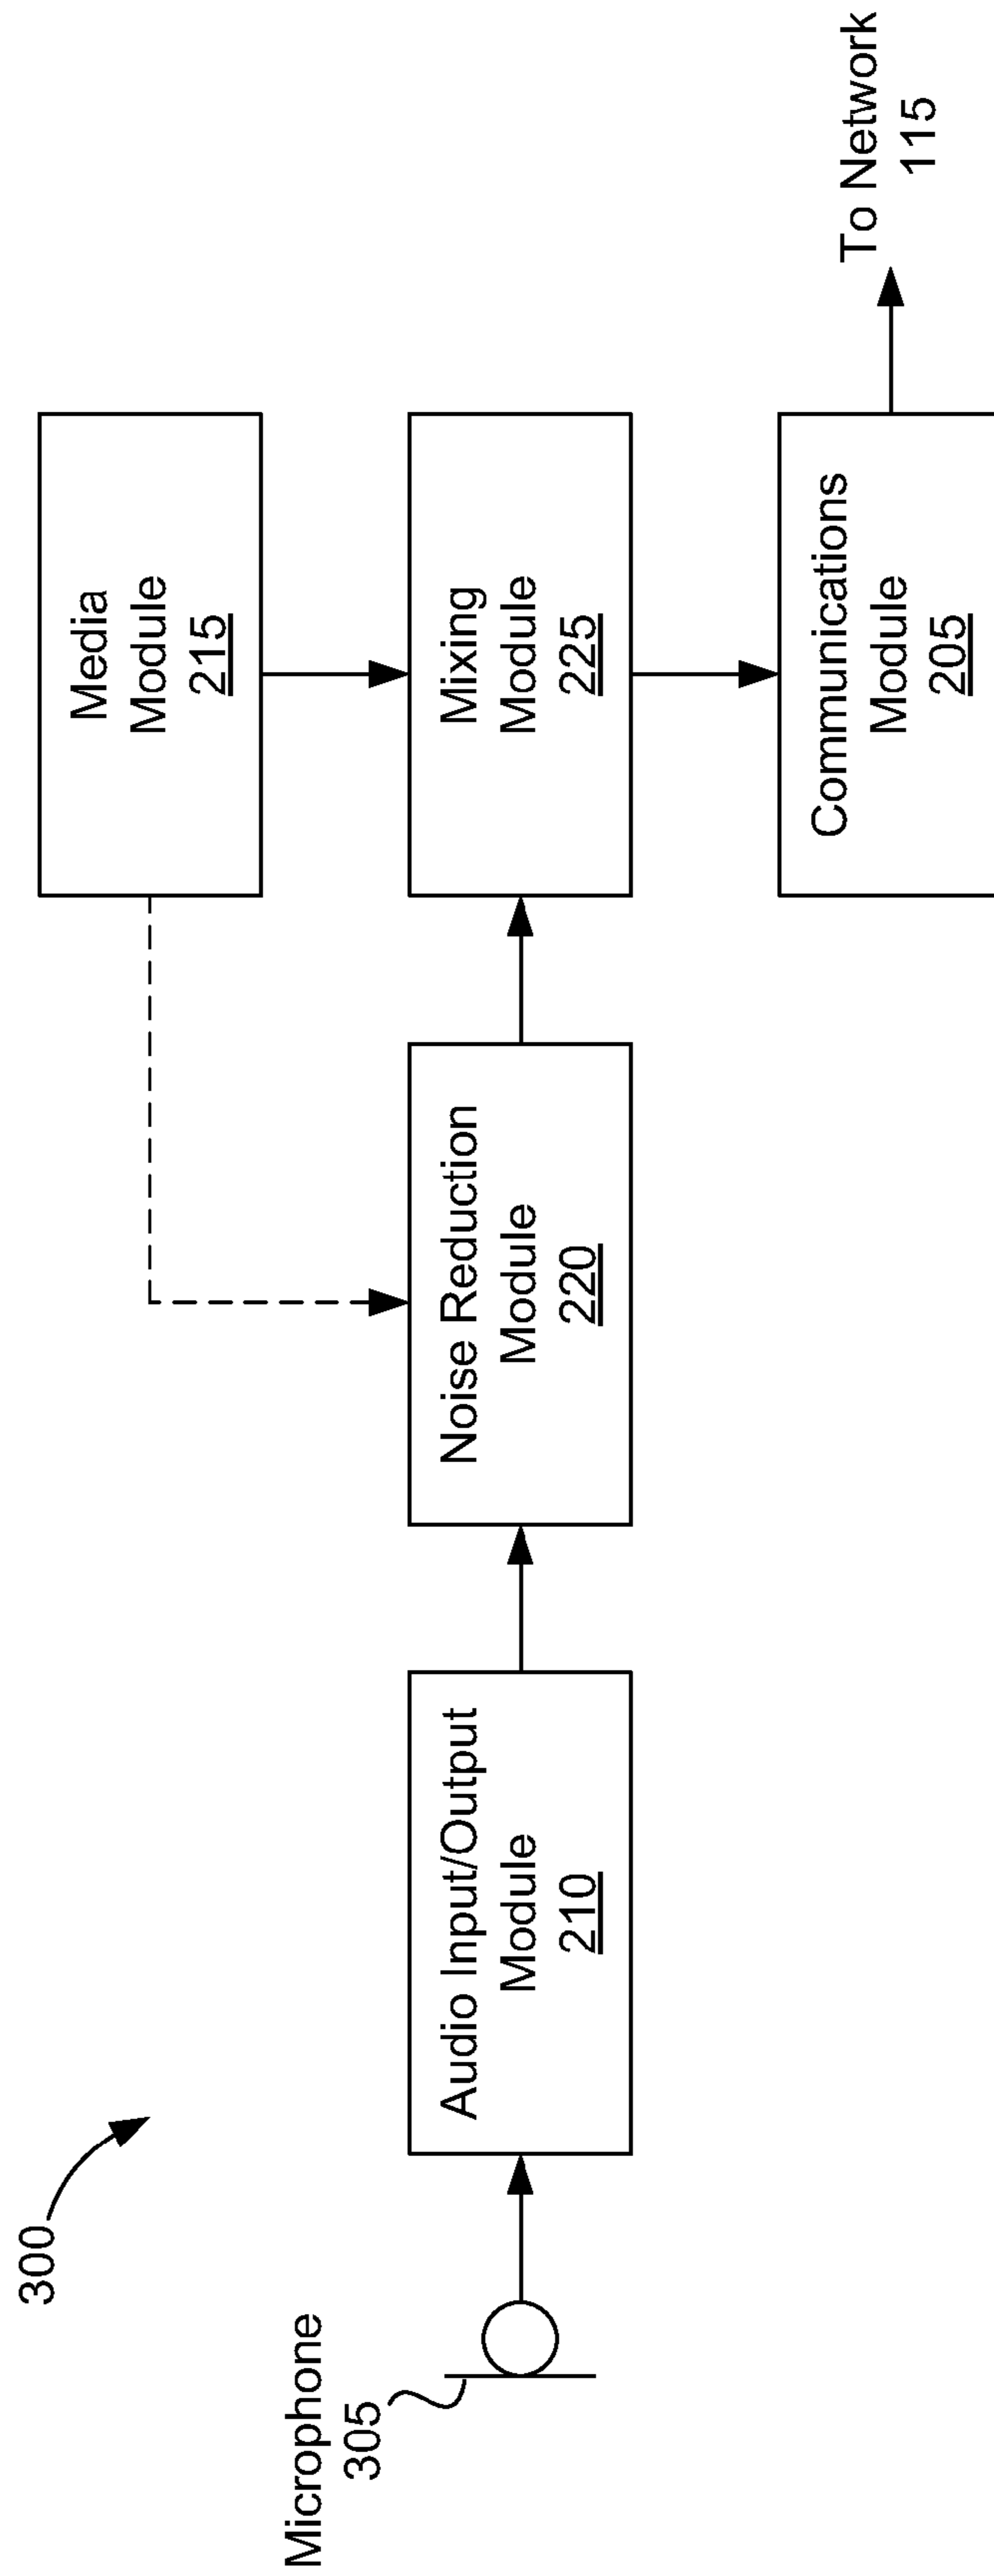 300
Microphone
305
Audio Input/Output
Module
210
Noise Reduction
Module
220
Media
Module
215
Mixing
Module
225
Communications
Module
205
To Network
115